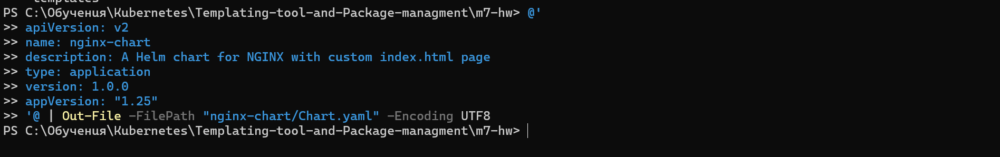 templates
PS C:\Обучения\Kubernetes\Templating-tool-and-Package-managment\m7-hw> @'
>> apiVersion: v2
>> name: nginx-chart
>> description: A Helm chart for NGINX with custom index.html page
>> type: application
>> version: 1.0.0
>> appVersion: "1.25"
>> '@ | Out-File -FilePath "nginx-chart/Chart.yaml" -Encoding UTF8
PS C:\Обучения\Kubernetes\Templating-tool-and-Package-managment\m7-hw>